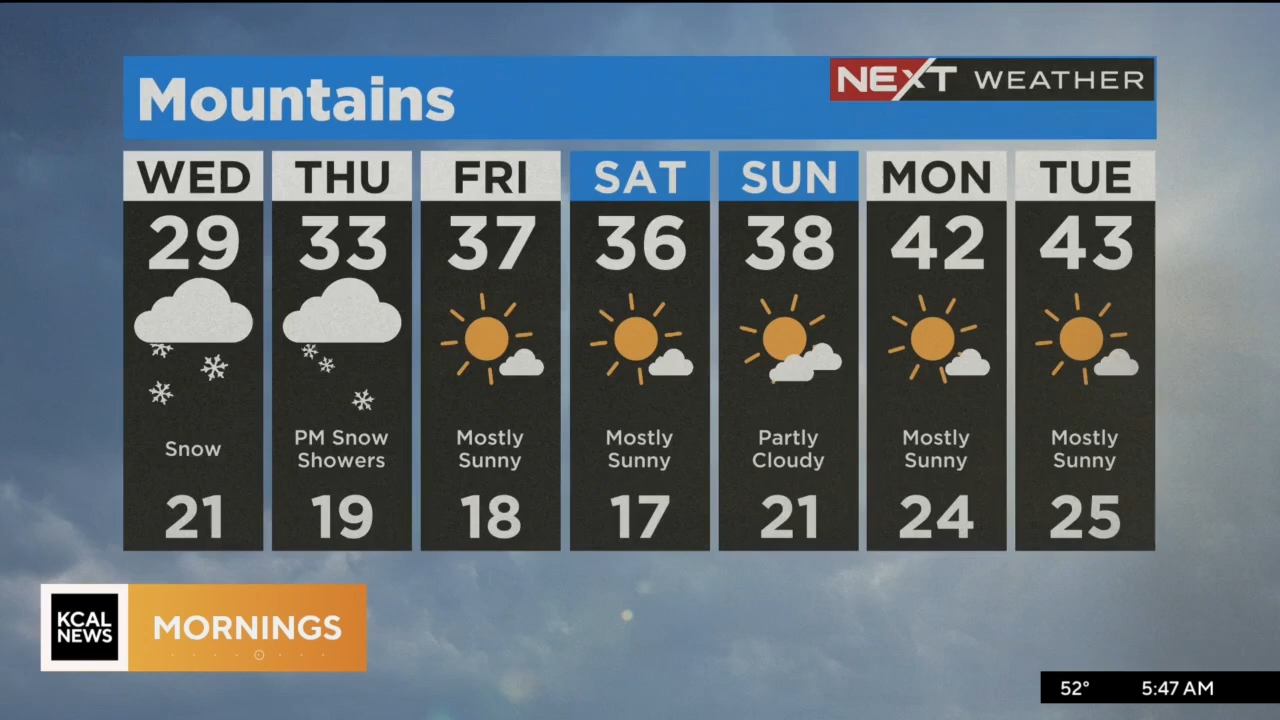 Mountains
NEXT WEATHER
WED THU FRI SAT SUN MON TUE
29 33 37 36 38 42 43
Snow
PM Snow
Showers
Mostly
Sunny
Mostly
Sunny
Partly
Cloudy
Mostly
Sunny
Mostly
Sunny
21 19 18 17 21 24 25
KCAL
NEWS
MORNINGS
52° 5:47 AM